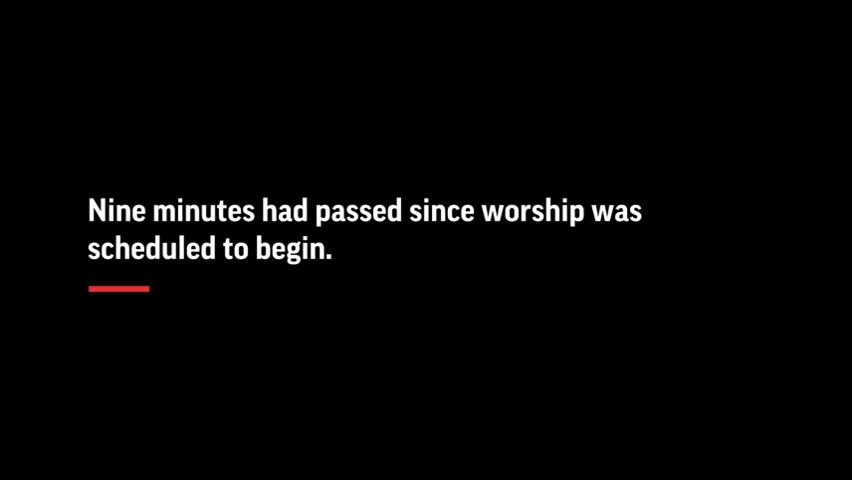 Nine minutes had passed since worship was
scheduled to begin.